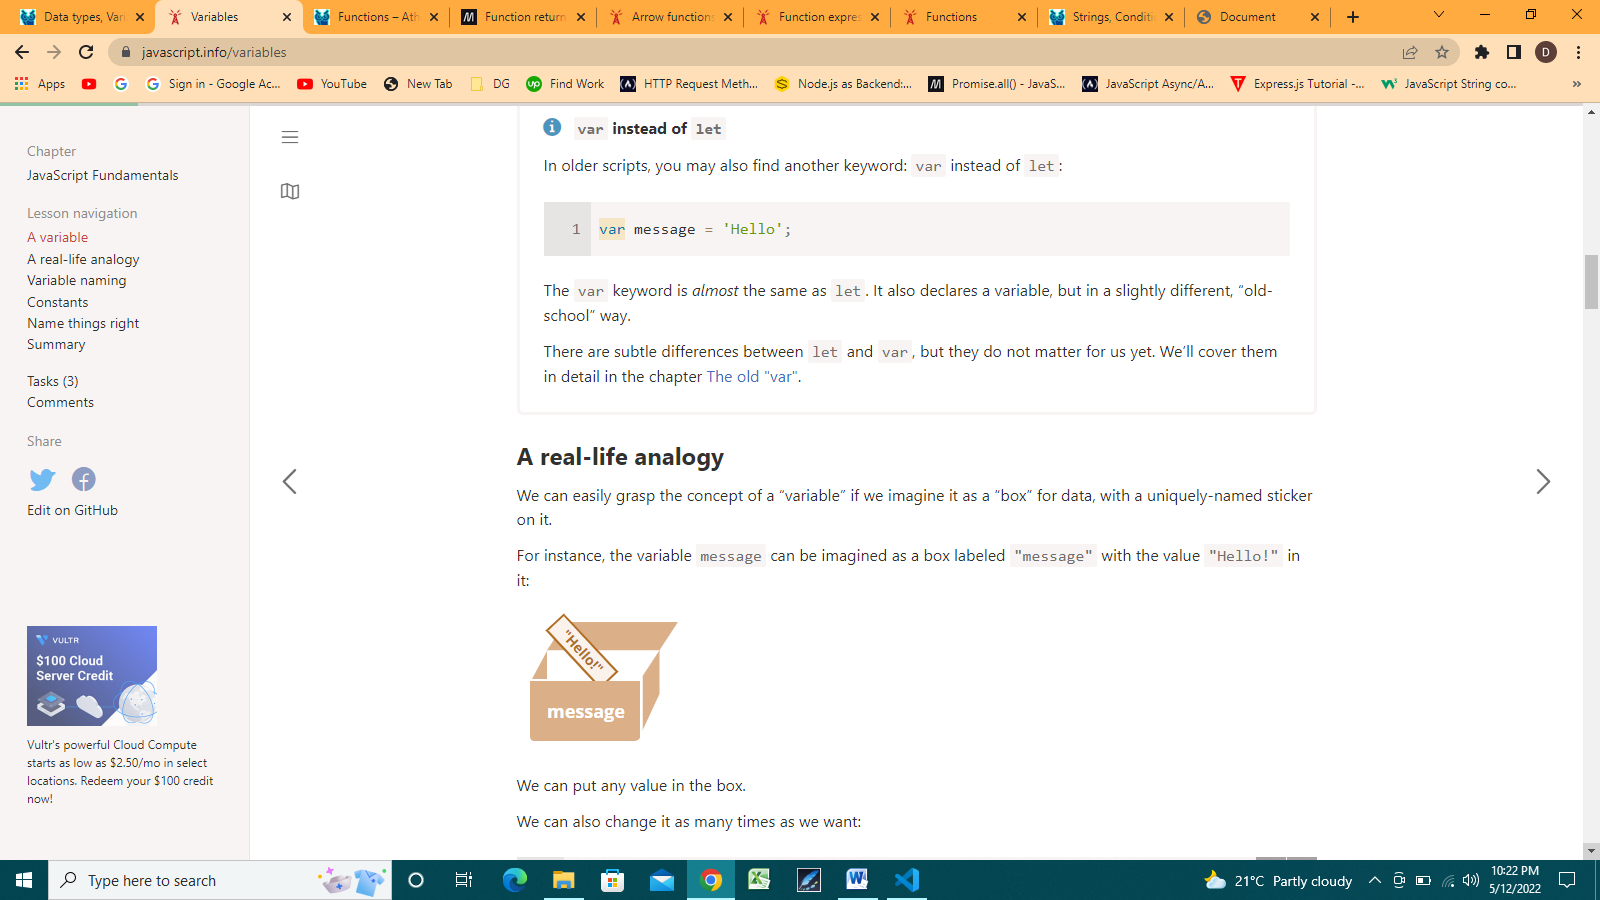 Data types, Var
Variables
Functions – Ath
Function return
Arrow functions
Function expres
Functions
Strings, Conditi
Document
javascript.info/variables
D
Apps
Sign in - Google Ac...
YouTube
New Tab
DG
Find Work
HTTP Request Meth...
Node.js as Backend:...
Promise.all() - JavaS...
JavaScript Async/A...
Express.js Tutorial -...
JavaScript String co...
»
Chapter
JavaScript Fundamentals
Lesson navigation
A variable
A real-life analogy
Variable naming
Constants
Name things right
Summary
Tasks (3)
Comments
Share
Edit on GitHub
VULTR
$100 Cloud
Server Credit
Vultr's powerful Cloud Compute
starts as low as $2.50/mo in select
locations. Redeem your $100 credit
now!
var instead of let
In older scripts, you may also find another keyword: var instead of let:
1 var message = 'Hello';
The var keyword is almost the same as let. It also declares a variable, but in a slightly different, “old-
school” way.
There are subtle differences between let and var, but they do not matter for us yet. We’ll cover them
in detail in the chapter The old "var".
A real-life analogy
We can easily grasp the concept of a “variable” if we imagine it as a “box” for data, with a uniquely-named sticker
on it.
For instance, the variable message can be imagined as a box labeled "message" with the value "Hello!" in
it:
"Hello!"
message
We can put any value in the box.
We can also change it as many times as we want:
Type here to search
21°C Partly cloudy
10:22 PM
5/12/2022